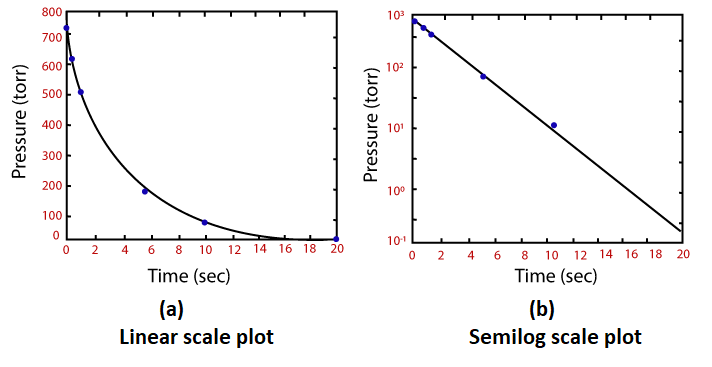 800
700
600
500
400
300
200
100
0
Pressure (torr)
0 2 4 6 8 10 12 14 16 18 20
Time (sec)
(a)
Linear scale plot
10³
10²
10¹
10⁰
10⁻¹
Pressure (torr)
0 2 4 6 8 10 12 14 16 18 20
Time (sec)
(b)
Semilog scale plot